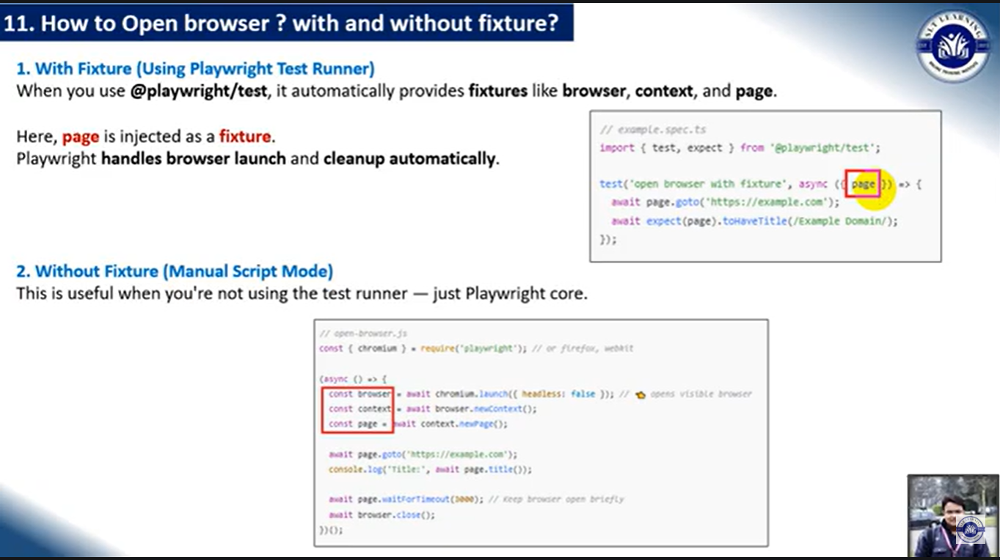 11. How to Open browser ? with and without fixture?
1. With Fixture (Using Playwright Test Runner)
When you use @playwright/test, it automatically provides fixtures like browser, context, and page.
Here, page is injected as a fixture.
Playwright handles browser launch and cleanup automatically.
// example.spec.ts
import { test, expect } from '@playwright/test';
test('open browser with fixture', async ({ page }) => {
await page.goto('https://example.com');
await expect(page).toHaveTitle(/Example Domain/);
});
2. Without Fixture (Manual Script Mode)
This is useful when you're not using the test runner — just Playwright core.
// open-browser.js
const { chromium } = require('playwright'); // or firefox, webkit
(async () => {
const browser = await chromium.launch({ headless: false }); // 👈 opens visible browser
const context = await browser.newContext();
const page = await context.newPage();
await page.goto('https://example.com');
console.log('Title:', await page.title());
await page.waitForTimeout(3000); // Keep browser open briefly
await browser.close();
})();